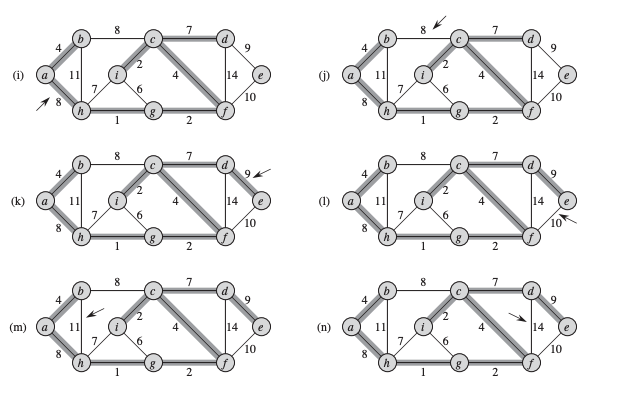 (i) a b c d e f g h i 4 8 7 9 11 2 4 14 10 6 7 8 1 2
(j) a b c d e f g h i 4 8 7 9 11 2 4 14 10 6 7 8 1 2
(k) a b c d e f g h i 4 8 7 9 11 2 4 14 10 6 7 8 1 2
(l) a b c d e f g h i 4 8 7 9 11 2 4 14 10 6 7 8 1 2
(m) a b c d e f g h i 4 8 7 9 11 2 4 14 10 6 7 8 1 2
(n) a b c d e f g h i 4 8 7 9 11 2 4 14 10 6 7 8 1 2